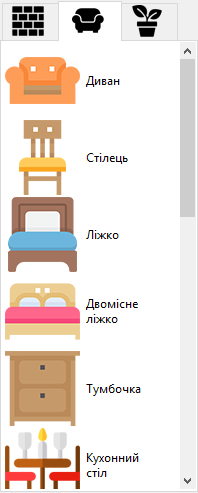 Диван
Стілець
Ліжко
Двомісне
ліжко
Тумбочка
Кухонний
стіл